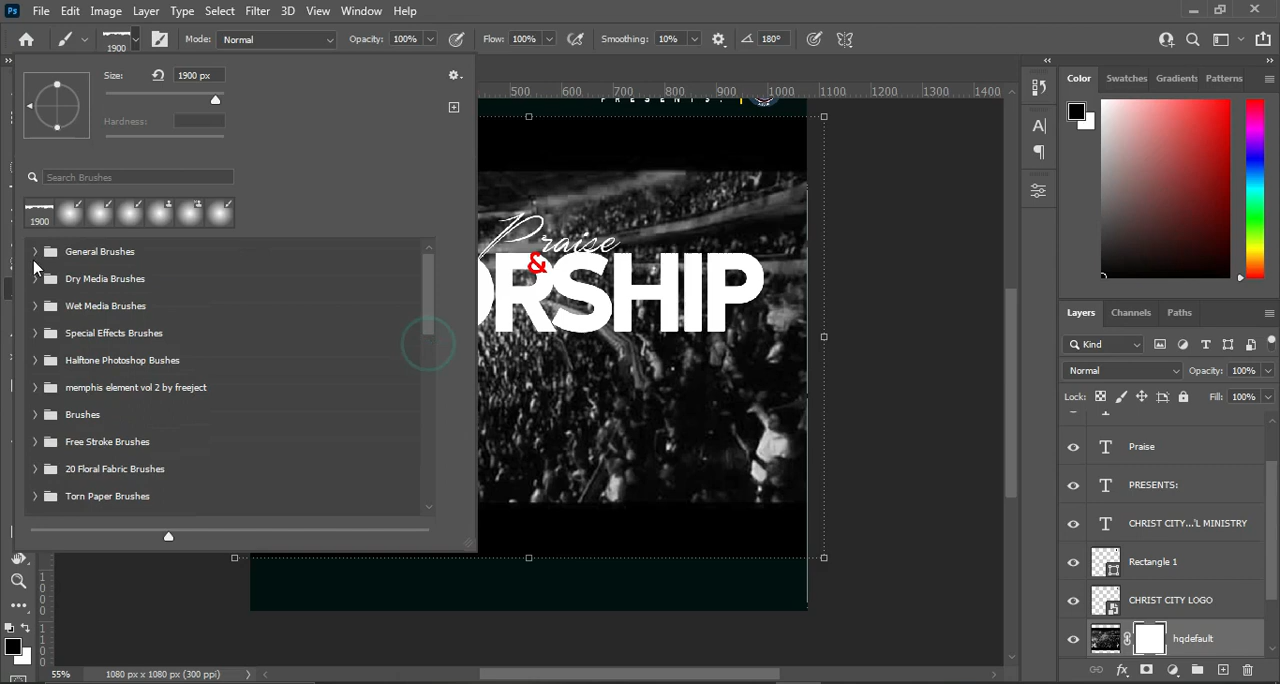 Ps File Edit Image Layer Type Select Filter 3D View Window Help
1900 Mode: Normal Opacity: 100% Flow: 100% Smoothing: 10% 180°
Size: 1900 px
Hardness:
Search Brushes
1900
General Brushes
Dry Media Brushes
Wet Media Brushes
Special Effects Brushes
Halftone Photoshop Bushes
memphis element vol 2 by freeject
Brushes
Free Stroke Brushes
20 Floral Fabric Brushes
Torn Paper Brushes
500 600 700 800 900 1000 1100 1200 1300 1400
PRESENTS:
Praise
&
ORSHIP
Color Swatches Gradients Patterns
Layers Channels Paths
Kind
Normal Opacity: 100%
Lock: Fill: 100%
Praise
PRESENTS:
CHRIST CITY...'L MINISTRY
Rectangle 1
CHRIST CITY LOGO
hqdefault
55% 1080 px x 1080 px (300 ppi)